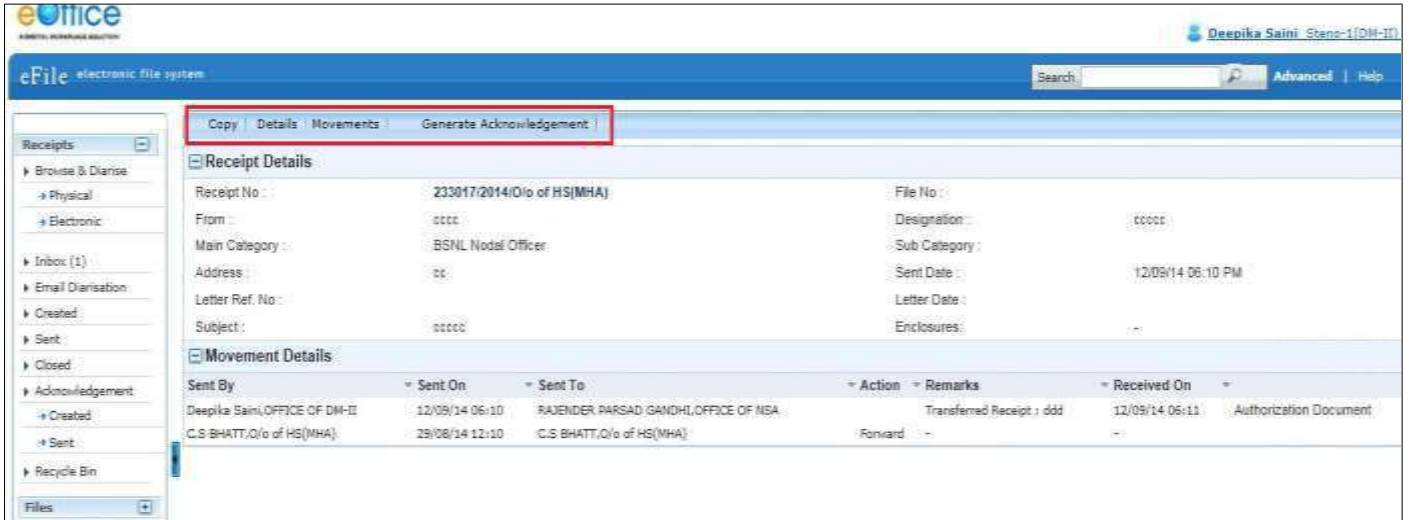 eOffice
A DIGITAL WORKPLACE SOLUTION
Deepika Saini Steno-1(DM-II)
eFile electronic file system
Search
Advanced | Help
Copy | Details | Movements | Generate Acknowledgement |
Receipts
Browse & Diarise
Physical
Electronic
Inbox (1)
Email Diarisation
Created
Sent
Closed
Acknowledgement
Created
Sent
Recycle Bin
Files
Receipt Details
Receipt No : 233017/2014/O/o of HS(MHA) File No :
From : cccc Designation : ccccc
Main Category : BSNL Nodal Officer Sub Category :
Address : cc Sent Date : 12/09/14 06:10 PM
Letter Ref. No : Letter Date :
Subject : ccccc Enclosures: -
Movement Details
Sent By Sent On Sent To Action Remarks Received On
Deepika Saini,OFFICE OF DM-II 12/09/14 06:10 RAJENDER PARSAD GANDHI,OFFICE OF NSA Transferred Receipt : ddd 12/09/14 06:11 Authorization Document
C.S BHATT,O/o of HS(MHA) 29/08/14 12:10 C.S BHATT,O/o of HS(MHA) Forward - -